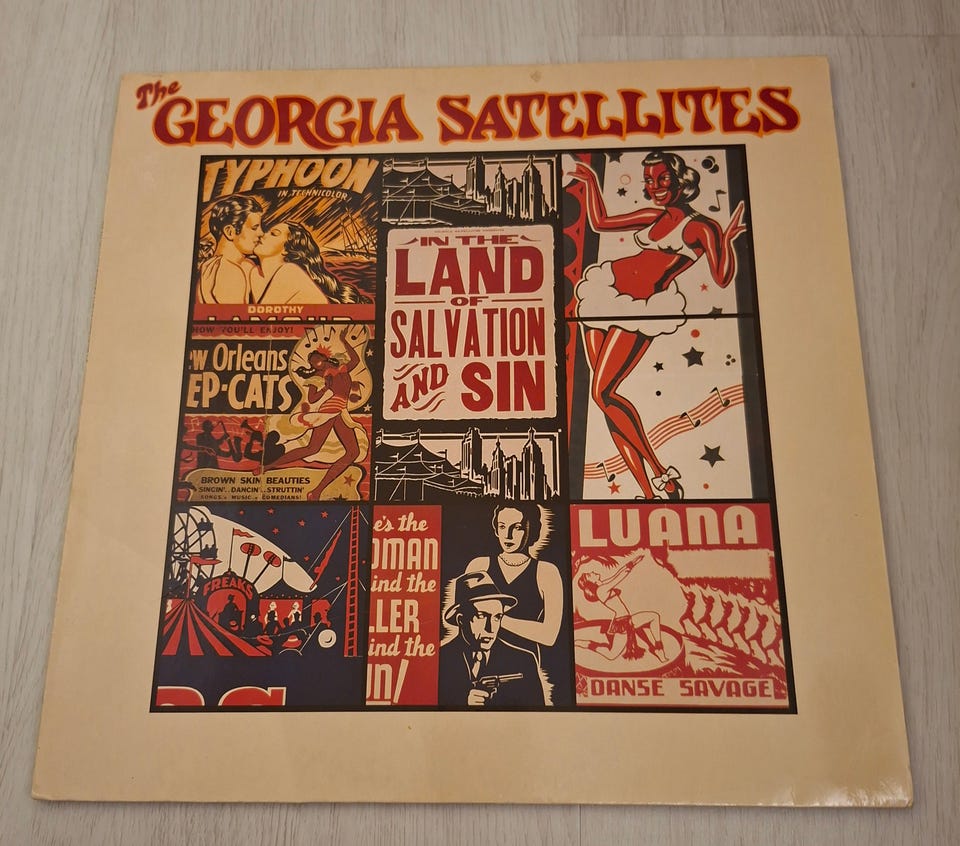 The
GEORGIA SATELLITES
TYPHOON
IN TECHNICOLOR
DOROTHY
LAMOUR
IN THE
LAND
OF
SALVATION
AND SIN
HOW YOU'LL ENJOY!
w Orleans
EP-CATS
BROWN SKIN BEAUTIES
SINGIN'..DANCIN'..STRUTTIN'
SONGS * MUSIC * COMEDIANS!
FREAKS
e's the
OMAN
ind the
LLER
ind the
un!
LUANA
DANSE SAVAGE